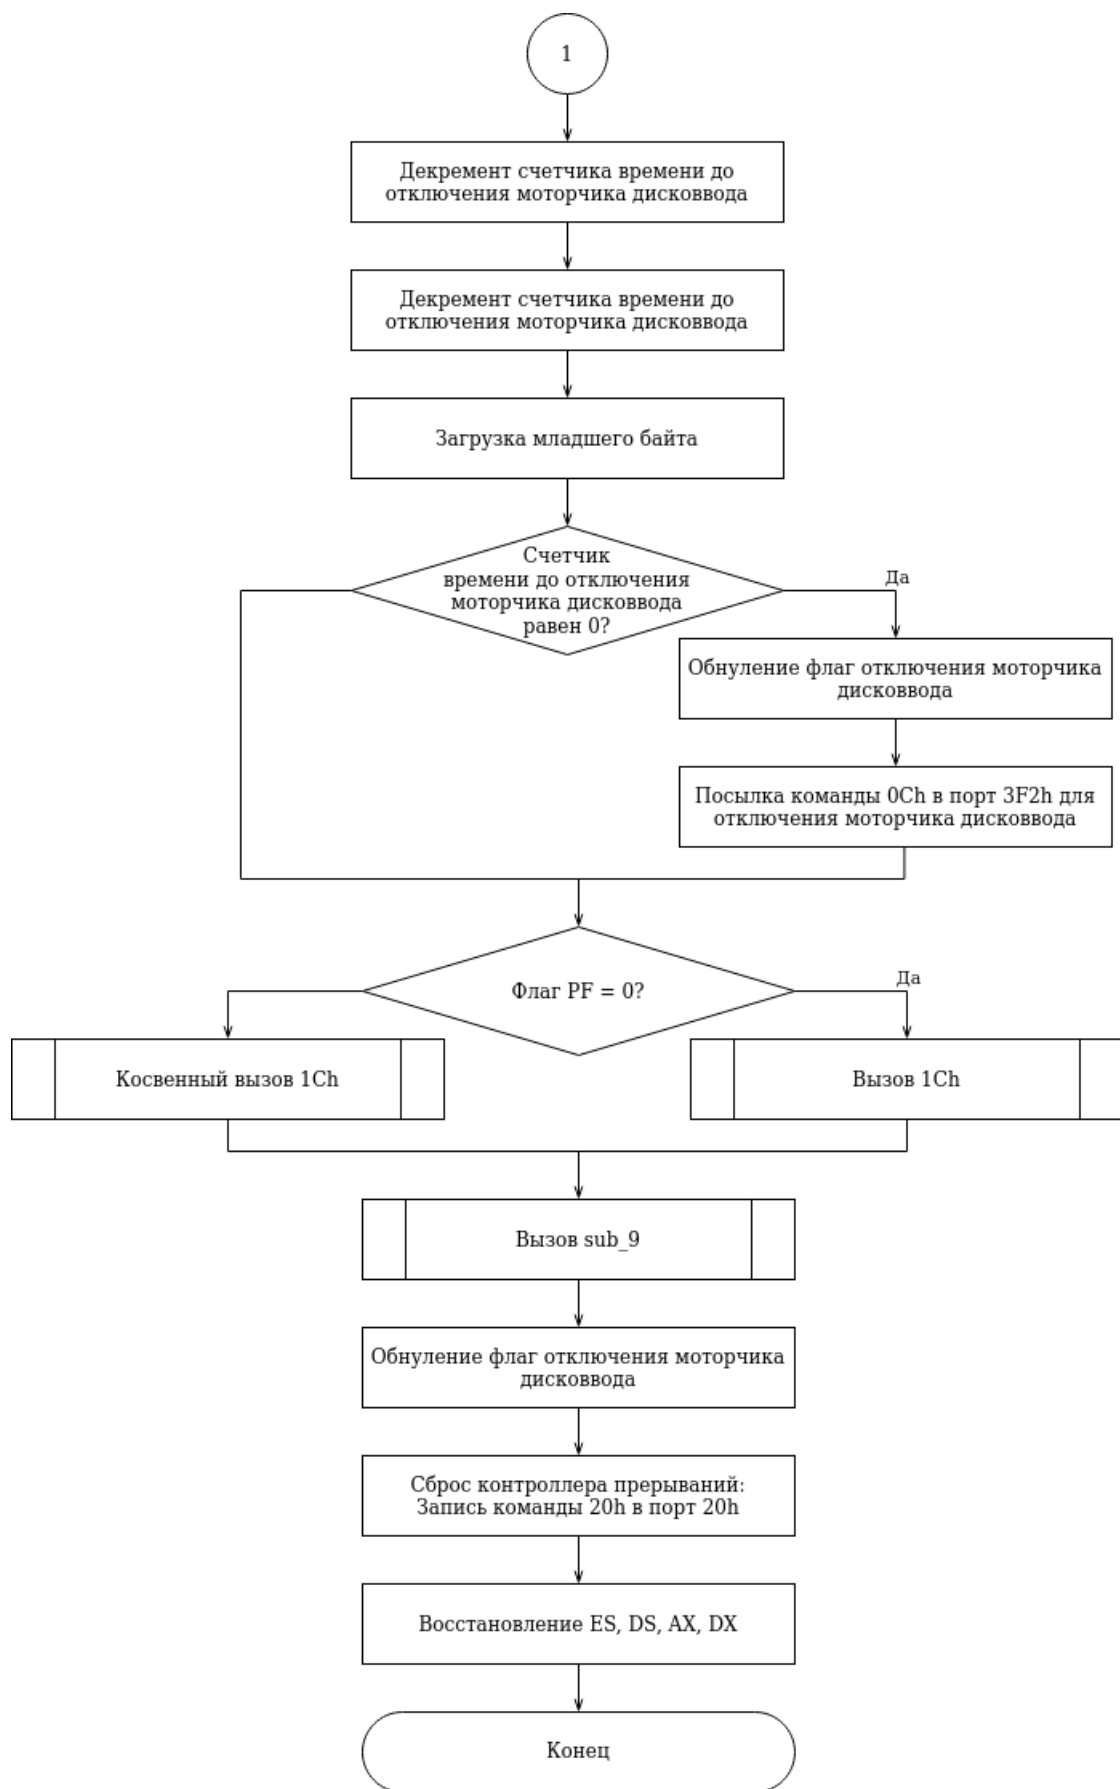 1
Декремент счетчика времени до
отключения моторчика дисковвода
Декремент счетчика времени до
отключения моторчика дисковвода
Загрузка младшего байта
Счетчик
времени до отключения
моторчика дисковвода
равен 0?
Да
Обнуление флаг отключения моторчика
дисковвода
Посылка команды 0Ch в порт 3F2h для
отключения моторчика дисковвода
Флаг PF = 0?
Да
Косвенный вызов 1Ch
Вызов 1Ch
Вызов sub_9
Обнуление флаг отключения моторчика
дисковвода
Сброс контроллера прерываний:
Запись команды 20h в порт 20h
Восстановление ES, DS, AX, DX
Конец